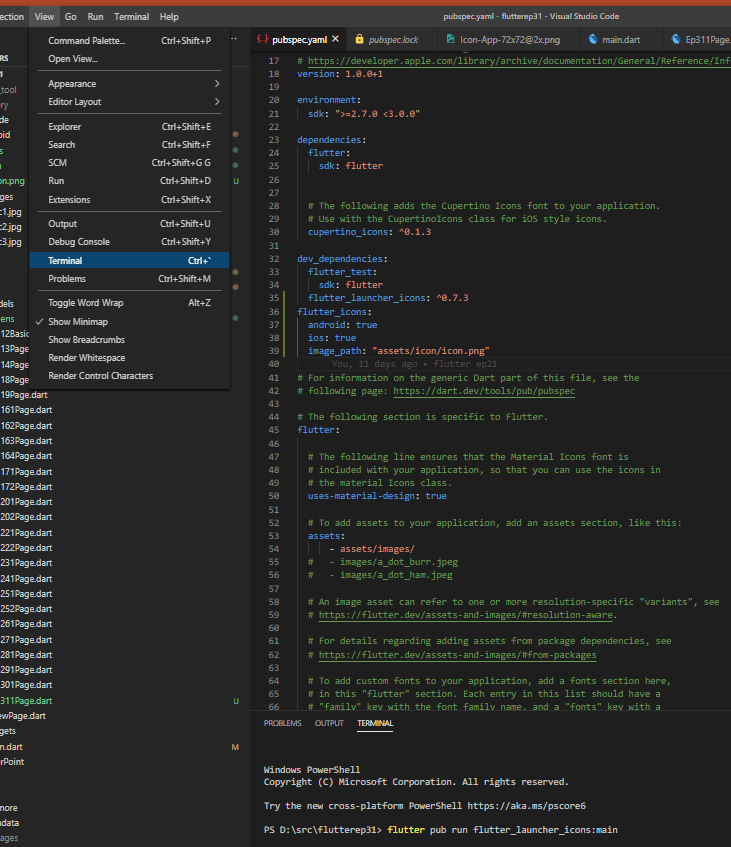 ection View Go Run Terminal Help pubspec.yaml - flutterep31 - Visual Studio Code
Command Palette... Ctrl+Shift+P
Open View...
Appearance
Editor Layout
Explorer Ctrl+Shift+E
Search Ctrl+Shift+F
SCM Ctrl+Shift+G G
Run Ctrl+Shift+D
Extensions Ctrl+Shift+X
Output Ctrl+Shift+U
Debug Console Ctrl+Shift+Y
Terminal Ctrl+`
Problems Ctrl+Shift+M
Toggle Word Wrap Alt+Z
Show Minimap
Show Breadcrumbs
Render Whitespace
Render Control Characters
RS
_tool
ry
de
oid
s
on.png U
ges
c1.jpg
c2.jpg
c3.jpg
dels
ens
12Basic
13Page
14Page
18Page
19Page.dart
161Page.dart
162Page.dart
163Page.dart
164Page.dart
171Page.dart
172Page.dart
201Page.dart
202Page.dart
221Page.dart
222Page.dart
231Page.dart
241Page.dart
251Page.dart
252Page.dart
261Page.dart
271Page.dart
281Page.dart
291Page.dart
301Page.dart
311Page.dart U
ewPage.dart
gets
n.dart M
rPoint
nore
adata
ages
pubspec.yaml pubspec.lock Icon-App-72x72@2x.png main.dart Ep311Page.
17 # https://developer.apple.com/library/archive/documentation/General/Reference/Inf
18 version: 1.0.0+1
19
20 environment:
21 sdk: ">=2.7.0 <3.0.0"
22
23 dependencies:
24 flutter:
25 sdk: flutter
26
27
28 # The following adds the Cupertino Icons font to your application.
29 # Use with the CupertinoIcons class for iOS style icons.
30 cupertino_icons: ^0.1.3
31
32 dev_dependencies:
33 flutter_test:
34 sdk: flutter
35 flutter_launcher_icons: ^0.7.3
36 flutter_icons:
37 android: true
38 ios: true
39 image_path: "assets/icon/icon.png"
40 You, 11 days ago • flutter ep21
41 # For information on the generic Dart part of this file, see the
42 # following page: https://dart.dev/tools/pub/pubspec
43
44 # The following section is specific to Flutter.
45 flutter:
46
47 # The following line ensures that the Material Icons font is
48 # included with your application, so that you can use the icons in
49 # the material Icons class.
50 uses-material-design: true
51
52 # To add assets to your application, add an assets section, like this:
53 assets:
54 - assets/images/
55 # - images/a_dot_burr.jpeg
56 # - images/a_dot_ham.jpeg
57
58 # An image asset can refer to one or more resolution-specific "variants", see
59 # https://flutter.dev/assets-and-images/#resolution-aware.
60
61 # For details regarding adding assets from package dependencies, see
62 # https://flutter.dev/assets-and-images/#from-packages
63
64 # To add custom fonts to your application, add a fonts section here,
65 # in this "flutter" section. Each entry in this list should have a
66 # "family" key with the font family name, and a "fonts" key with a
PROBLEMS OUTPUT TERMINAL
Windows PowerShell
Copyright (C) Microsoft Corporation. All rights reserved.
Try the new cross-platform PowerShell https://aka.ms/pscore6
PS D:\src\flutterep31> flutter pub run flutter_launcher_icons:main